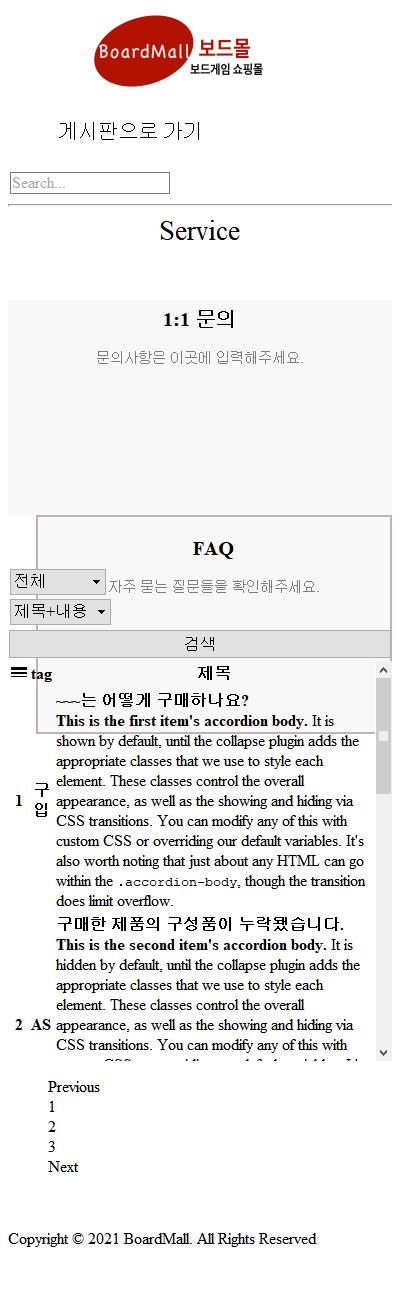 BoardMall 보드몰
보드게임 쇼핑몰
게시판으로 가기
Search...
Service
1:1 문의
문의사항은 이곳에 입력해주세요.
FAQ
전체
자주 묻는 질문들을 확인해주세요.
제목+내용
검색
tag 제목
~~~는 어떻게 구매하나요?
This is the first item's accordion body. It is
shown by default, until the collapse plugin adds the
appropriate classes that we use to style each
element. These classes control the overall
1 구입 appearance, as well as the showing and hiding via
CSS transitions. You can modify any of this with
custom CSS or overriding our default variables. It's
also worth noting that just about any HTML can go
within the .accordion-body, though the transition
does limit overflow.
구매한 제품의 구성품이 누락됐습니다.
This is the second item's accordion body. It is
hidden by default, until the collapse plugin adds the
appropriate classes that we use to style each
element. These classes control the overall
2 AS appearance, as well as the showing and hiding via
CSS transitions. You can modify any of this with
Previous
1
2
3
Next
Copyright © 2021 BoardMall. All Rights Reserved